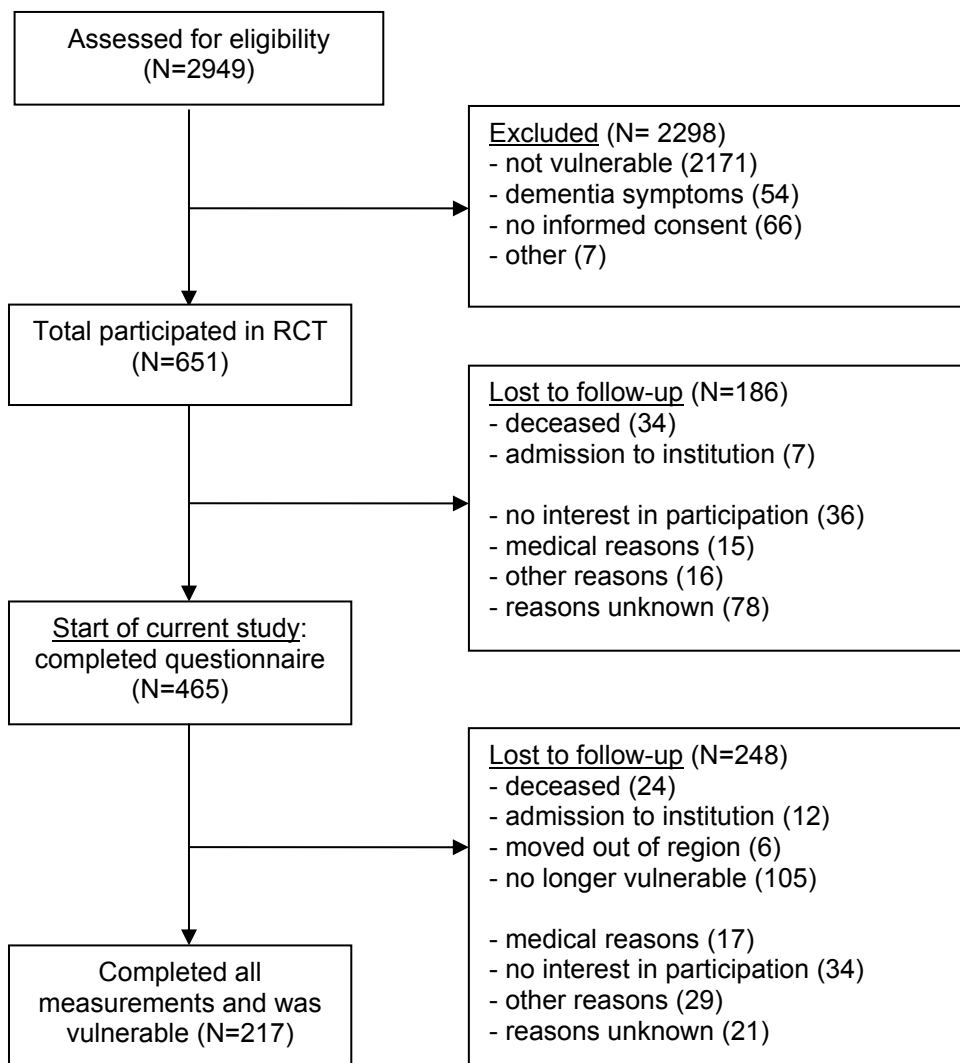 Assessed for eligibility
(N=2949)
Excluded (N= 2298)
- not vulnerable (2171)
- dementia symptoms (54)
- no informed consent (66)
- other (7)
Total participated in RCT
(N=651)
Lost to follow-up (N=186)
- deceased (34)
- admission to institution (7)
- no interest in participation (36)
- medical reasons (15)
- other reasons (16)
- reasons unknown (78)
Start of current study:
completed questionnaire
(N=465)
Lost to follow-up (N=248)
- deceased (24)
- admission to institution (12)
- moved out of region (6)
- no longer vulnerable (105)
- medical reasons (17)
- no interest in participation (34)
- other reasons (29)
- reasons unknown (21)
Completed all
measurements and was
vulnerable (N=217)